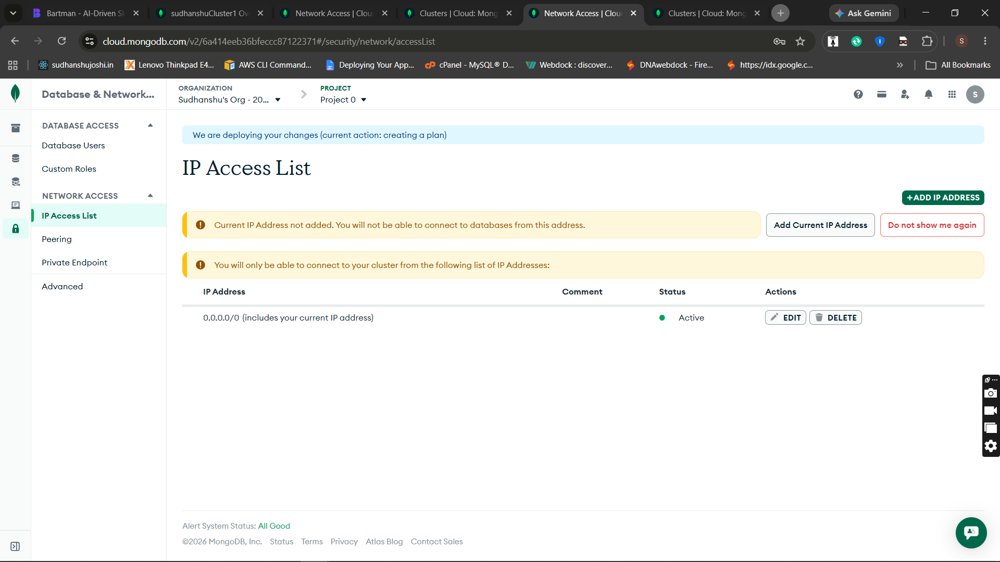 Bartman - AI-Driven Sk
sudhanshuCluster1 Ov
Network Access | Clou
Clusters | Cloud: Mong
Network Access | Clou
Clusters | Cloud: Mong
Ask Gemini
cloud.mongodb.com/v2/6a414eeb36bfeccc87122371#/security/network/accessList
S
sudhanshujoshi.in
Lenovo Thinkpad E4...
AWS CLI Command...
Deploying Your App...
cPanel - MySQL® D...
Webdock : discover...
DNAwebdock - Fire...
https://idx.google.c...
All Bookmarks
Database & Network...
ORGANIZATION
Sudhanshu's Org - 20...
PROJECT
Project 0
S
DATABASE ACCESS
Database Users
Custom Roles
NETWORK ACCESS
IP Access List
Peering
Private Endpoint
Advanced
We are deploying your changes (current action: creating a plan)
IP Access List
+ADD IP ADDRESS
Current IP Address not added. You will not be able to connect to databases from this address.
Add Current IP Address
Do not show me again
You will only be able to connect to your cluster from the following list of IP Addresses:
IP Address Comment Status Actions
0.0.0.0/0 (includes your current IP address) Active EDIT DELETE
Alert System Status: All Good
©2026 MongoDB, Inc. Status Terms Privacy Atlas Blog Contact Sales